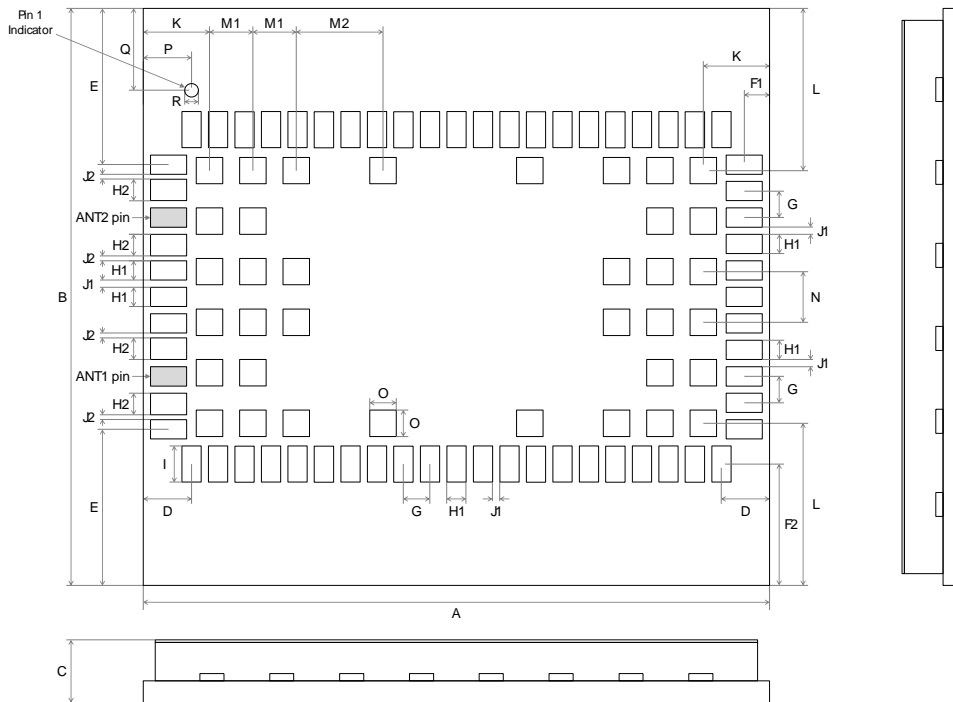 Pin 1
Indicator
K
M1
M1
M2
P
Q
E
R
K
F1
L
J2
H2
ANT2 pin
H2
J2
H1
J1
H1
B
J2
H2
ANT1 pin
H2
J2
G
J1
H1
N
H1
J1
G
O
O
I
E
D
G
H1
J1
D
F2
L
A
C